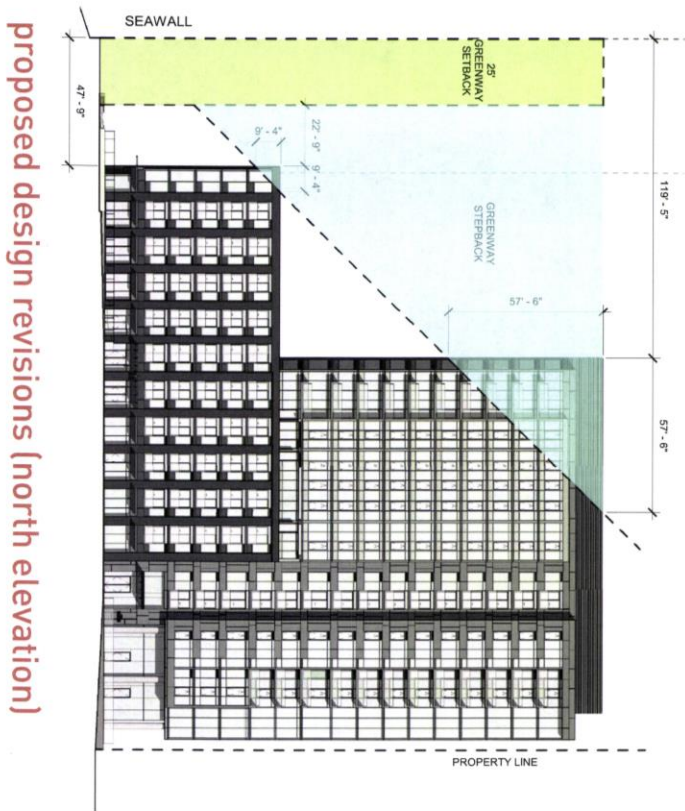 proposed design revisions (north elevation)
SEAWALL
25'
GREENWAY
SETBACK
47' - 9"
22' - 9"
9' - 4"
9' - 4"
119' - 5"
GREENWAY
STEPBACK
57' - 6"
57' - 6"
PROPERTY LINE